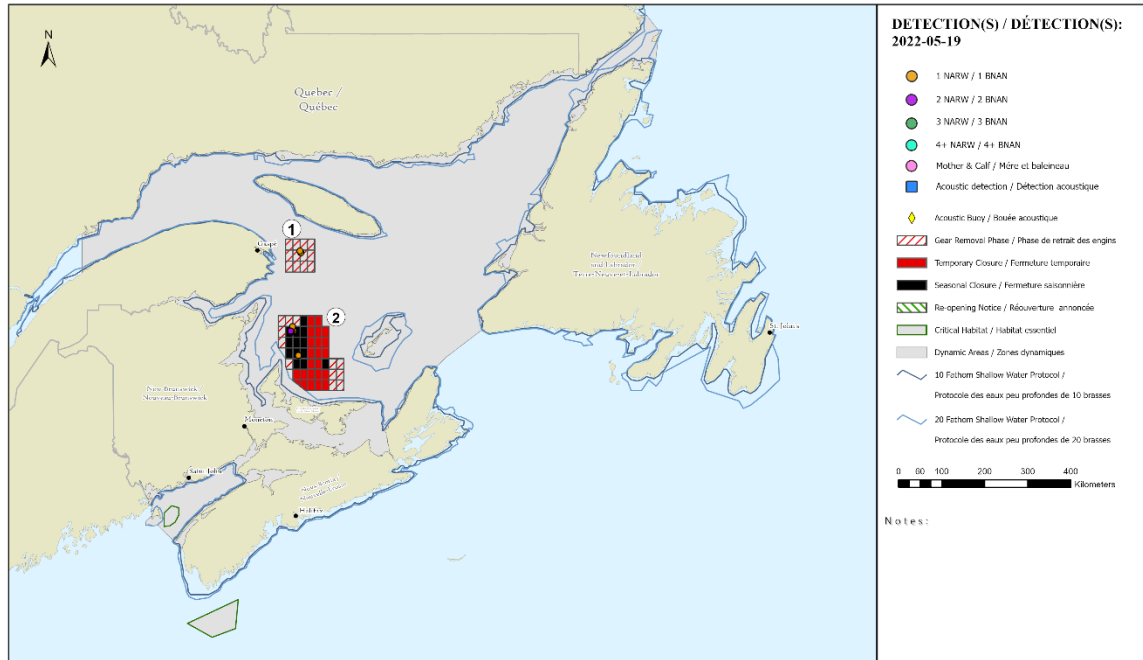 N
Quebec /
Québec
Gaspé
1
2
Newfoundland
and Labrador
Terre-Neuve-et-Labrador
St. John's
New Brunswick
Nouveau-Brunswick
Moncton
Saint John
Nova Scotia
Nouvelle-Écosse
Halifax
DETECTION(S) / DÉTECTION(S):
2022-05-19
1 NARW / 1 BNAN
2 NARW / 2 BNAN
3 NARW / 3 BNAN
4+ NARW / 4+ BNAN
Mother & Calf / Mére et baleineau
Acoustic detection / Détection acoustique
Acoustic Buoy / Bouée acoustique
Gear Removal Phase / Phase de retrait des engins
Temporary Closure / Fermeture temporaire
Seasonal Closure / Fermeture saisonnière
Re-opening Notice / Réouverture annoncée
Critical Habitat / Habitat essentiel
Dynamic Areas / Zones dynamiques
10 Fathom Shallow Water Protocol /
Protocole des eaux peu profondes de 10 brasses
20 Fathom Shallow Water Protocol /
Protocole des eaux peu profondes de 20 brasses
0 50 100 200 300 400
Kilometers
Notes: